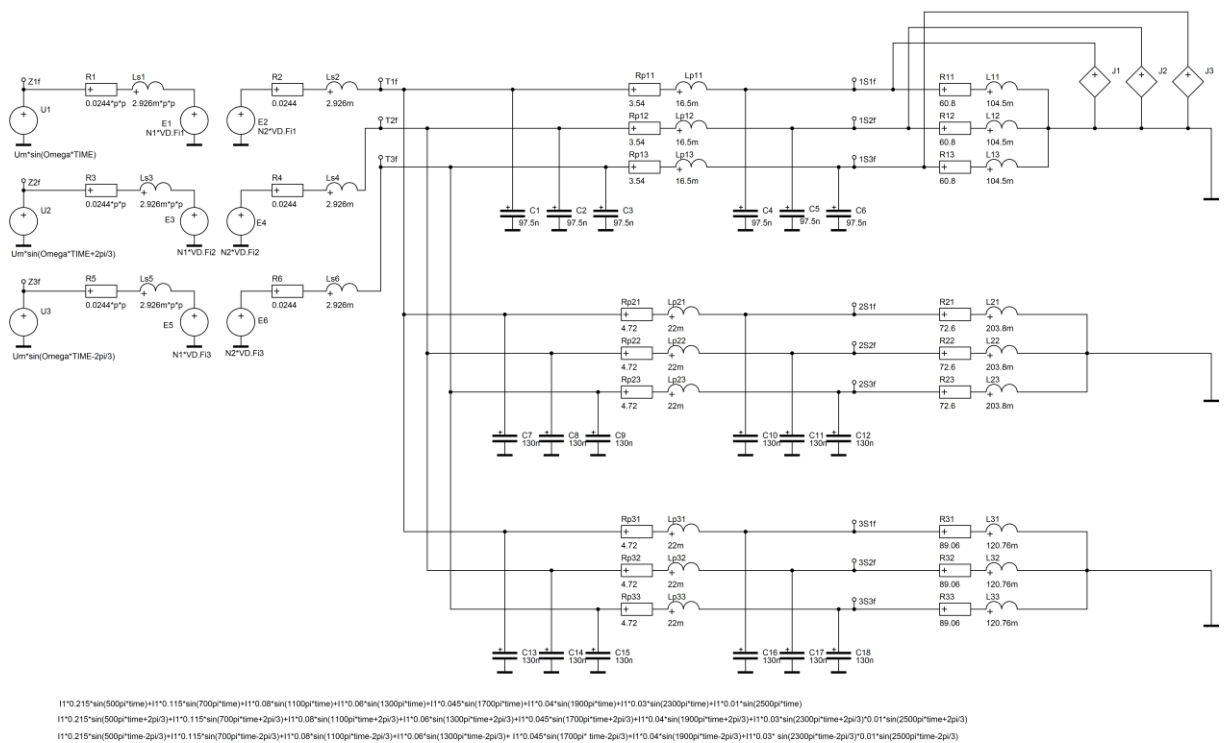 J1 J2 J3
Z1f R1 Ls1 R2 Ls2 T1f Rp11 Lp11 1S1f R11 L11
U1 0.0244*p*p 2.926m*p*p E1 N1*VD.Fi1 E2 N2*VD.Fi1 0.0244 2.926m 3.54 16.5m 60.8 104.5m
T2f Rp12 Lp12 1S2f R12 L12
3.54 16.5m 60.8 104.5m
Um*sin(Omega*TIME)
T3f Rp13 Lp13 1S3f R13 L13
3.54 16.5m 60.8 104.5m
Z2f R3 Ls3 R4 Ls4
U2 0.0244*p*p 2.926m*p*p E3 E4 0.0244 2.926m
C1 C2 C3 C4 C5 C6
97.5n 97.5n 97.5n 97.5n 97.5n 97.5n
Um*sin(Omega*TIME+2pi/3) N1*VD.Fi2 N2*VD.Fi2
Z3f R5 Ls5 R6 Ls6
U3 0.0244*p*p 2.926m*p*p E5 E6 0.0244 2.926m
Rp21 Lp21 2S1f R21 L21
4.72 22m 72.6 203.8m
Um*sin(Omega*TIME-2pi/3) N1*VD.Fi3 N2*VD.Fi3
Rp22 Lp22 2S2f R22 L22
4.72 22m 72.6 203.8m
Rp23 Lp23 2S3f R23 L23
4.72 22m 72.6 203.8m
C7 C8 C9 C10 C11 C12
130n 130n 130n 130n 130n 130n
Rp31 Lp31 3S1f R31 L31
4.72 22m 89.06 120.76m
Rp32 Lp32 3S2f R32 L32
4.72 22m 89.06 120.76m
Rp33 Lp33 3S3f R33 L33
4.72 22m 89.06 120.76m
C13 C14 C15 C16 C17 C18
130n 130n 130n 130n 130n 130n
I1*0.215*sin(500pi*time)+I1*0.115*sin(700pi*time)+I1*0.08*sin(1100pi*time)+I1*0.06*sin(1300pi*time)+I1*0.045*sin(1700pi*time)+I1*0.04*sin(1900pi*time)+I1*0.03*sin(2300pi*time)+I1*0.01*sin(2500pi*time)
I1*0.215*sin(500pi*time+2pi/3)+I1*0.115*sin(700pi*time+2pi/3)+I1*0.08*sin(1100pi*time+2pi/3)+I1*0.06*sin(1300pi*time+2pi/3)+I1*0.045*sin(1700pi*time+2pi/3)+I1*0.04*sin(1900pi*time+2pi/3)+I1*0.03*sin(2300pi*time+2pi/3)*0.01*sin(2500pi*time+2pi/3)
I1*0.215*sin(500pi*time-2pi/3)+I1*0.115*sin(700pi*time-2pi/3)+I1*0.08*sin(1100pi*time-2pi/3)+I1*0.06*sin(1300pi*time-2pi/3)+ I1*0.045*sin(1700pi* time-2pi/3)+I1*0.04*sin(1900pi*time-2pi/3)+I1*0.03* sin(2300pi*time-2pi/3)*0.01*sin(2500pi*time-2pi/3)